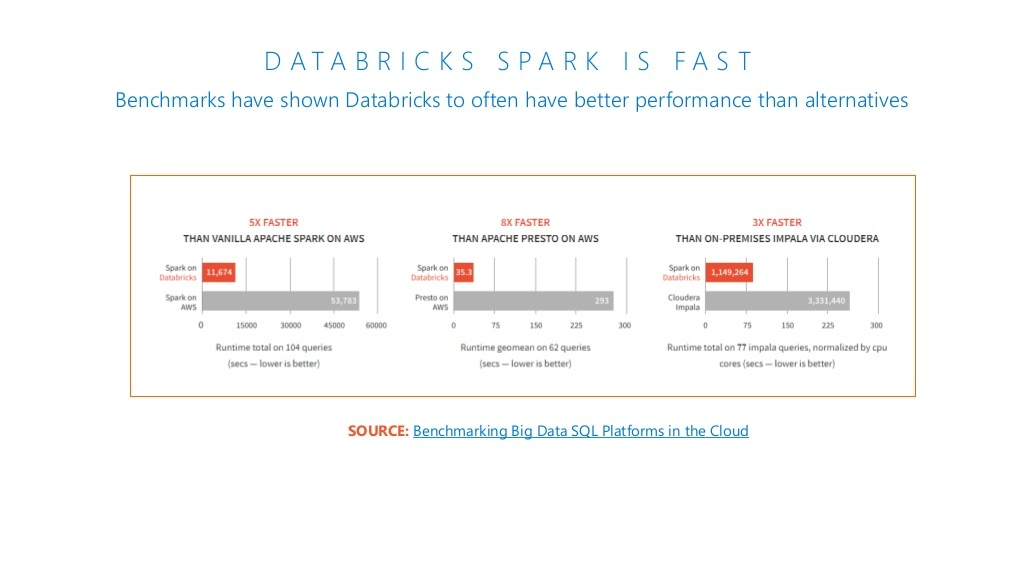 DATABRICKS SPARK IS FAST
Benchmarks have shown Databricks to often have better performance than alternatives
5X FASTER
THAN VANILLA APACHE SPARK ON AWS
Spark on
Databricks
11,674
Spark on
AWS
53,783
0 15000 30000 45000 60000
Runtime total on 104 queries
(secs — lower is better)
8X FASTER
THAN APACHE PRESTO ON AWS
Spark on
Databricks
35.3
Presto on
AWS
293
0 75 150 225 300
Runtime geomean on 62 queries
(secs — lower is better)
3X FASTER
THAN ON-PREMISES IMPALA VIA CLOUDERA
Spark on
Databricks
1,149,264
Cloudera
Impala
3,331,440
0 75 150 225 300
Runtime total on 77 impala queries, normalized by cpu
cores (secs — lower is better)
SOURCE: Benchmarking Big Data SQL Platforms in the Cloud